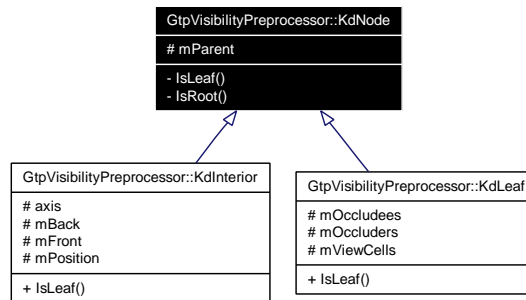 GtpVisibilityPreprocessor::KdNode
# mParent
- IsLeaf()
- IsRoot()
GtpVisibilityPreprocessor::KdInterior
# axis
# mBack
# mFront
# mPosition
+ IsLeaf()
GtpVisibilityPreprocessor::KdLeaf
# mOccludees
# mOccluders
# mViewCells
+ IsLeaf()